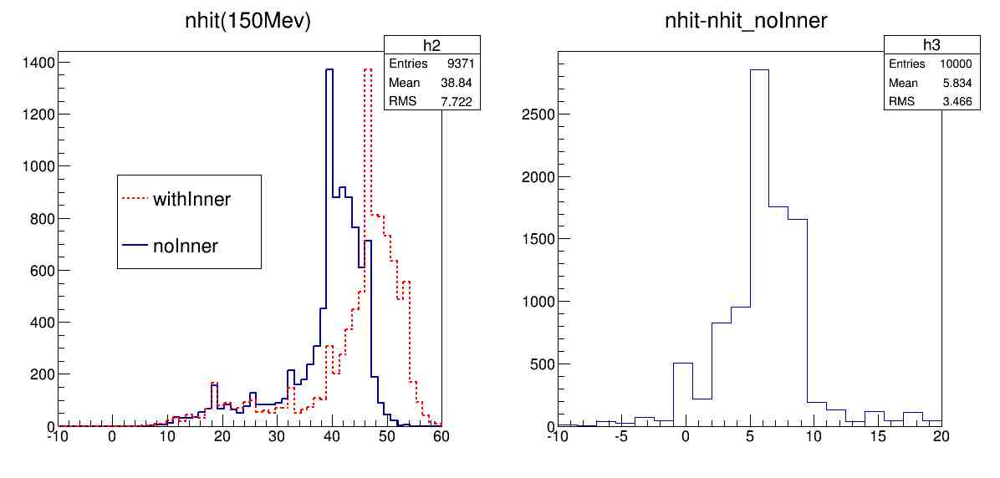 nhit(150Mev)
h2
Entries 9371
Mean 38.84
RMS 7.722
1400
1200
1000
800
600
400
200
0
-10 0 10 20 30 40 50 60
withInner
noInner
nhit-nhit_noInner
h3
Entries 10000
Mean 5.834
RMS 3.466
2500
2000
1500
1000
500
0
-10 -5 0 5 10 15 20